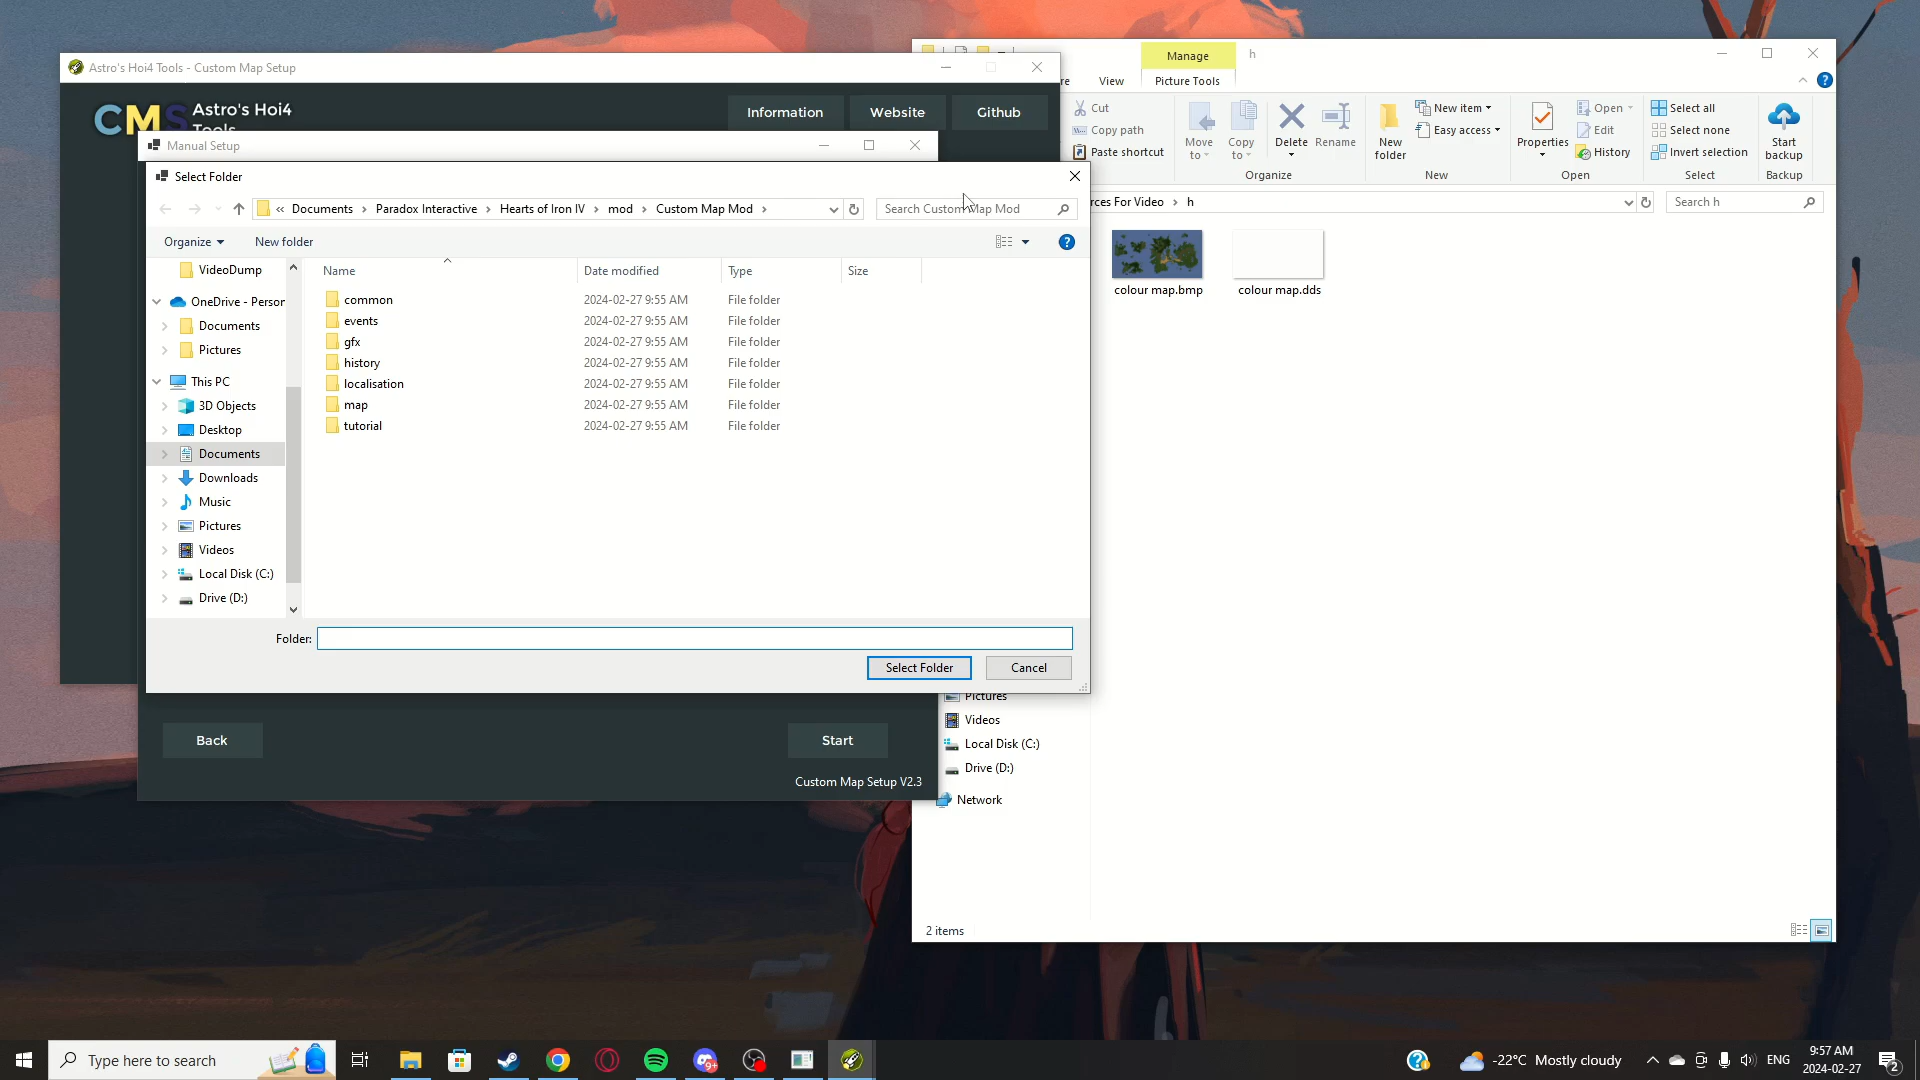 Astro's Hoi4 Tools - Custom Map Setup
CMS Astro's Hoi4 Tools
Information Website Github
Manual Setup
Select Folder
« Documents › Paradox Interactive › Hearts of Iron IV › mod › Custom Map Mod ›
Search Custom Map Mod
Organize New folder
Name Date modified Type Size
common 2024-02-27 9:55 AM File folder
events 2024-02-27 9:55 AM File folder
gfx 2024-02-27 9:55 AM File folder
history 2024-02-27 9:55 AM File folder
localisation 2024-02-27 9:55 AM File folder
map 2024-02-27 9:55 AM File folder
tutorial 2024-02-27 9:55 AM File folder
VideoDump
OneDrive - Person
Documents
Pictures
This PC
3D Objects
Desktop
Documents
Downloads
Music
Pictures
Videos
Local Disk (C:)
Drive (D:)
Folder:
Select Folder Cancel
Back Start
Custom Map Setup V2.3
Manage h
re View Picture Tools
Cut
Copy path
Paste shortcut
Move to
Copy to
Delete
Rename
Organize
New folder
New item
Easy access
New
Properties
Open
Edit
History
Open
Select all
Select none
Invert selection
Select
Start backup
Backup
rces For Video › h
Search h
colour map.bmp
colour map.dds
Pictures
Videos
Local Disk (C:)
Drive (D:)
Network
2 items
Type here to search
9+
-22°C Mostly cloudy
ENG
9:57 AM
2024-02-27
2